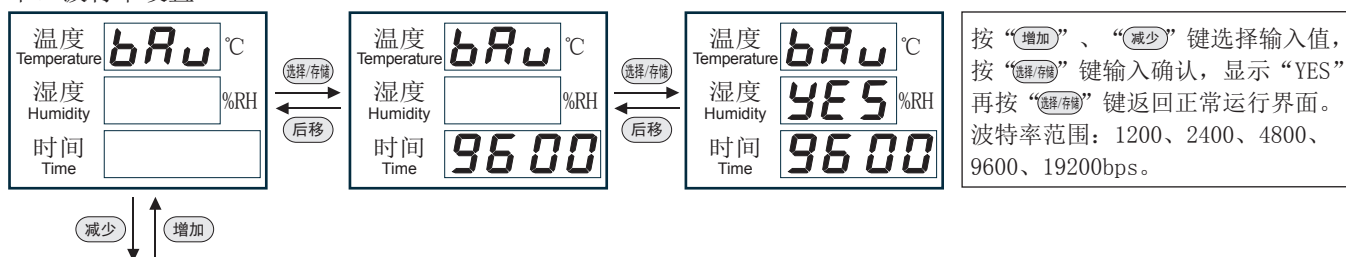 温度
Temperature
bAu
℃
湿度
Humidity
%RH
时间
Time
选择/存储
后移
温度
Temperature
bAu
℃
湿度
Humidity
%RH
时间
Time
9600
选择/存储
后移
温度
Temperature
bAu
℃
湿度
Humidity
YES
%RH
时间
Time
9600
按“增加”、“减少”键选择输入值，
按“选择/存储”键输入确认，显示“YES”
再按“选择/存储”键返回正常运行界面。
波特率范围：1200、2400、4800、
9600、19200bps。
减少
增加